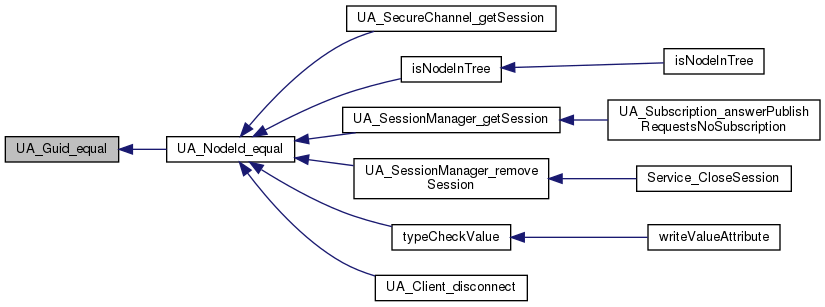 UA_SecureChannel_getSession
isNodeInTree
isNodeInTree
UA_SessionManager_getSession
UA_Subscription_answerPublish
RequestsNoSubscription
UA_Guid_equal
UA_NodeId_equal
UA_SessionManager_remove
Session
Service_CloseSession
typeCheckValue
writeValueAttribute
UA_Client_disconnect